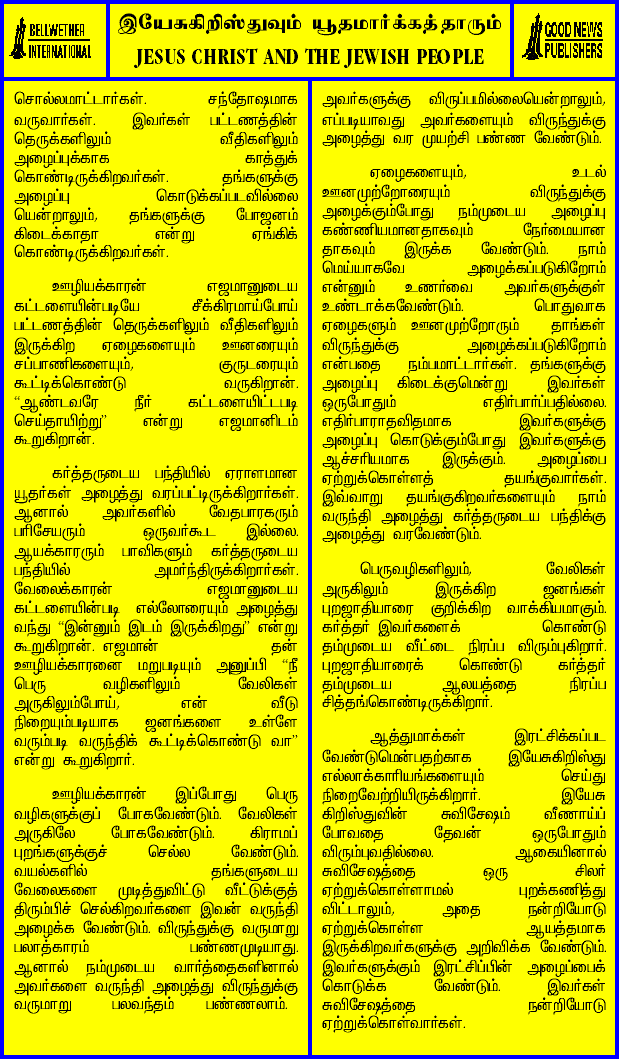 BELLWETHER
INTERNATIONAL
இயேசுகிறிஸ்துவும் யூதமார்க்கத்தாரும்
JESUS CHRIST AND THE JEWISH PEOPLE
GOOD NEWS
PUBLISHERS
சொல்லமாட்டார்கள். சந்தோஷமாக
வருவார்கள். இவர்கள் பட்டணத்தின்
தெருக்களிலும் வீதிகளிலும்
அழைப்புக்காக காத்துக்
கொண்டிருக்கிறவர்கள். தங்களுக்கு
அழைப்பு கொடுக்கப்படவில்லை
யென்றாலும், தங்களுக்கு போஜனம்
கிடைக்காதா என்று ஏங்கிக்
கொண்டிருக்கிறவர்கள்.
ஊழியக்காரன் எஜமானுடைய
கட்டளையின்படியே சீக்கிரமாய்போய்
பட்டணத்தின் தெருக்களிலும் வீதிகளிலும்
இருக்கிற ஏழைகளையும் ஊனரையும்
சப்பாணிகளையும், குருடரையும்
கூட்டிக்கொண்டு வருகிறான்.
“ஆண்டவரே நீர் கட்டளையிட்டபடி
செய்தாயிற்று” என்று எஜமானிடம்
கூறுகிறான்.
கர்த்தருடைய பந்தியில் ஏராளமான
யூதர்கள் அழைத்து வரப்பட்டிருக்கிறார்கள்.
ஆனால் அவர்களில் வேதபாரகரும்
பரிசேயரும் ஒருவர்கூட இல்லை.
ஆயக்காரரும் பாவிகளும் கர்த்தருடைய
பந்தியில் அமர்ந்திருக்கிறார்கள்.
வேலைக்காரன் எஜமானுடைய
கட்டளையின்படி எல்லோரையும் அழைத்து
வந்து “இன்னும் இடம் இருக்கிறது” என்று
கூறுகிறான். எஜமான் தன்
ஊழியக்காரனை மறுபடியும் அனுப்பி “நீ
பெரு வழிகளிலும் வேலிகள்
அருகிலும்போய், என் வீடு
நிறையும்படியாக ஜனங்களை உள்ளே
வரும்படி வருந்திக் கூட்டிக்கொண்டு வா”
என்று கூறுகிறார்.
ஊழியக்காரன் இப்போது பெரு
வழிகளுக்குப் போகவேண்டும். வேலிகள்
அருகிலே போகவேண்டும். கிராமப்
புறங்களுக்குச் செல்ல வேண்டும்.
வயல்களில் தங்களுடைய
வேலைகளை முடித்துவிட்டு வீட்டுக்குத்
திரும்பிச் செல்கிறவர்களை இவன் வருந்தி
அழைக்க வேண்டும். விருந்துக்கு வருமாறு
பலாத்காரம் பண்ணமுடியாது.
ஆனால் நம்முடைய வார்த்தைகளினால்
அவர்களை வருந்தி அழைத்து விருந்துக்கு
வருமாறு பலவந்தம் பண்ணலாம்.
அவர்களுக்கு விருப்பமில்லையென்றாலும்,
எப்படியாவது அவர்களையும் விருந்துக்கு
அழைத்து வர முயற்சி பண்ண வேண்டும்.
ஏழைகளையும், உடல்
ஊனமுற்றோரையும் விருந்துக்கு
அழைக்கும்போது நம்முடைய அழைப்பு
கண்ணியமானதாகவும் நேர்மையான
தாகவும் இருக்க வேண்டும். நாம்
மெய்யாகவே அழைக்கப்படுகிறோம்
என்னும் உணர்வை அவர்களுக்குள்
உண்டாக்கவேண்டும். பொதுவாக
ஏழைகளும் ஊனமுற்றோரும் தாங்கள்
விருந்துக்கு அழைக்கப்படுகிறோம்
என்பதை நம்பமாட்டார்கள். தங்களுக்கு
அழைப்பு கிடைக்குமென்று இவர்கள்
ஒருபோதும் எதிர்பார்ப்பதில்லை.
எதிர்பாராதவிதமாக இவர்களுக்கு
அழைப்பு கொடுக்கும்போது இவர்களுக்கு
ஆச்சரியமாக இருக்கும். அழைப்பை
ஏற்றுக்கொள்ளத் தயங்குவார்கள்.
இவ்வாறு தயங்குகிறவர்களையும் நாம்
வருந்தி அழைத்து கர்த்தருடைய பந்திக்கு
அழைத்து வரவேண்டும்.
பெருவழிகளிலும், வேலிகள்
அருகிலும் இருக்கிற ஜனங்கள்
புறஜாதியாரை குறிக்கிற வாக்கியமாகும்.
கர்த்தர் இவர்களைக் கொண்டு
தம்முடைய வீட்டை நிரப்ப விரும்புகிறார்.
புறஜாதியாரைக் கொண்டு கர்த்தர்
தம்முடைய ஆலயத்தை நிரப்ப
சித்தங்கொண்டிருக்கிறார்.
ஆத்துமாக்கள் இரட்சிக்கப்பட
வேண்டுமென்பதற்காக இயேசுகிறிஸ்து
எல்லாக்காரியங்களையும் செய்து
நிறைவேற்றியிருக்கிறார். இயேசு
கிறிஸ்துவின் சுவிசேஷம் வீணாய்ப்
போவதை தேவன் ஒருபோதும்
விரும்புவதில்லை. ஆகையினால்
சுவிசேஷத்தை ஒரு சிலர்
ஏற்றுக்கொள்ளாமல் புறக்கணித்து
விட்டாலும், அதை நன்றியோடு
ஏற்றுக்கொள்ள ஆயத்தமாக
இருக்கிறவர்களுக்கு அறிவிக்க வேண்டும்.
இவர்களுக்கும் இரட்சிப்பின் அழைப்பைக்
கொடுக்க வேண்டும். இவர்கள்
சுவிசேஷத்தை நன்றியோடு
ஏற்றுக்கொள்வார்கள்.